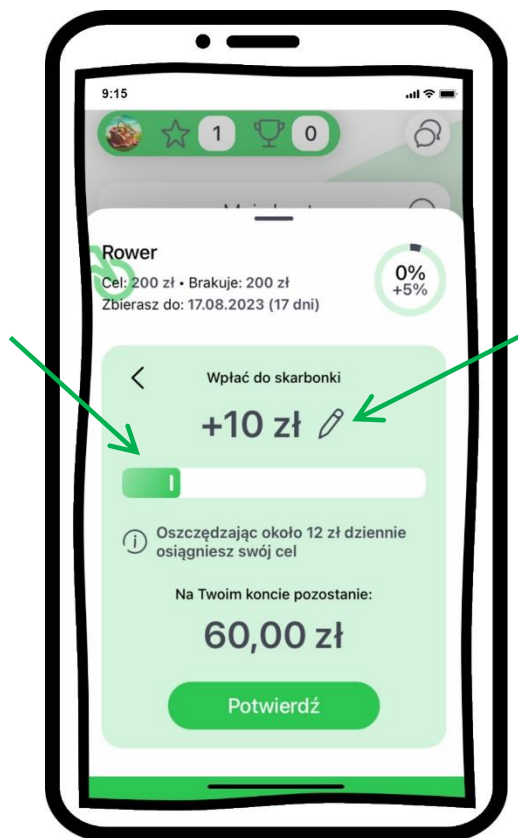 9:15
1 0
Rower
Cel: 200 zł • Brakuje: 200 zł
Zbierasz do: 17.08.2023 (17 dni)
0%
+5%
Wpłać do skarbonki
+10 zł
Oszczędzając około 12 zł dziennie
osiągniesz swój cel
Na Twoim koncie pozostanie:
60,00 zł
Potwierdź